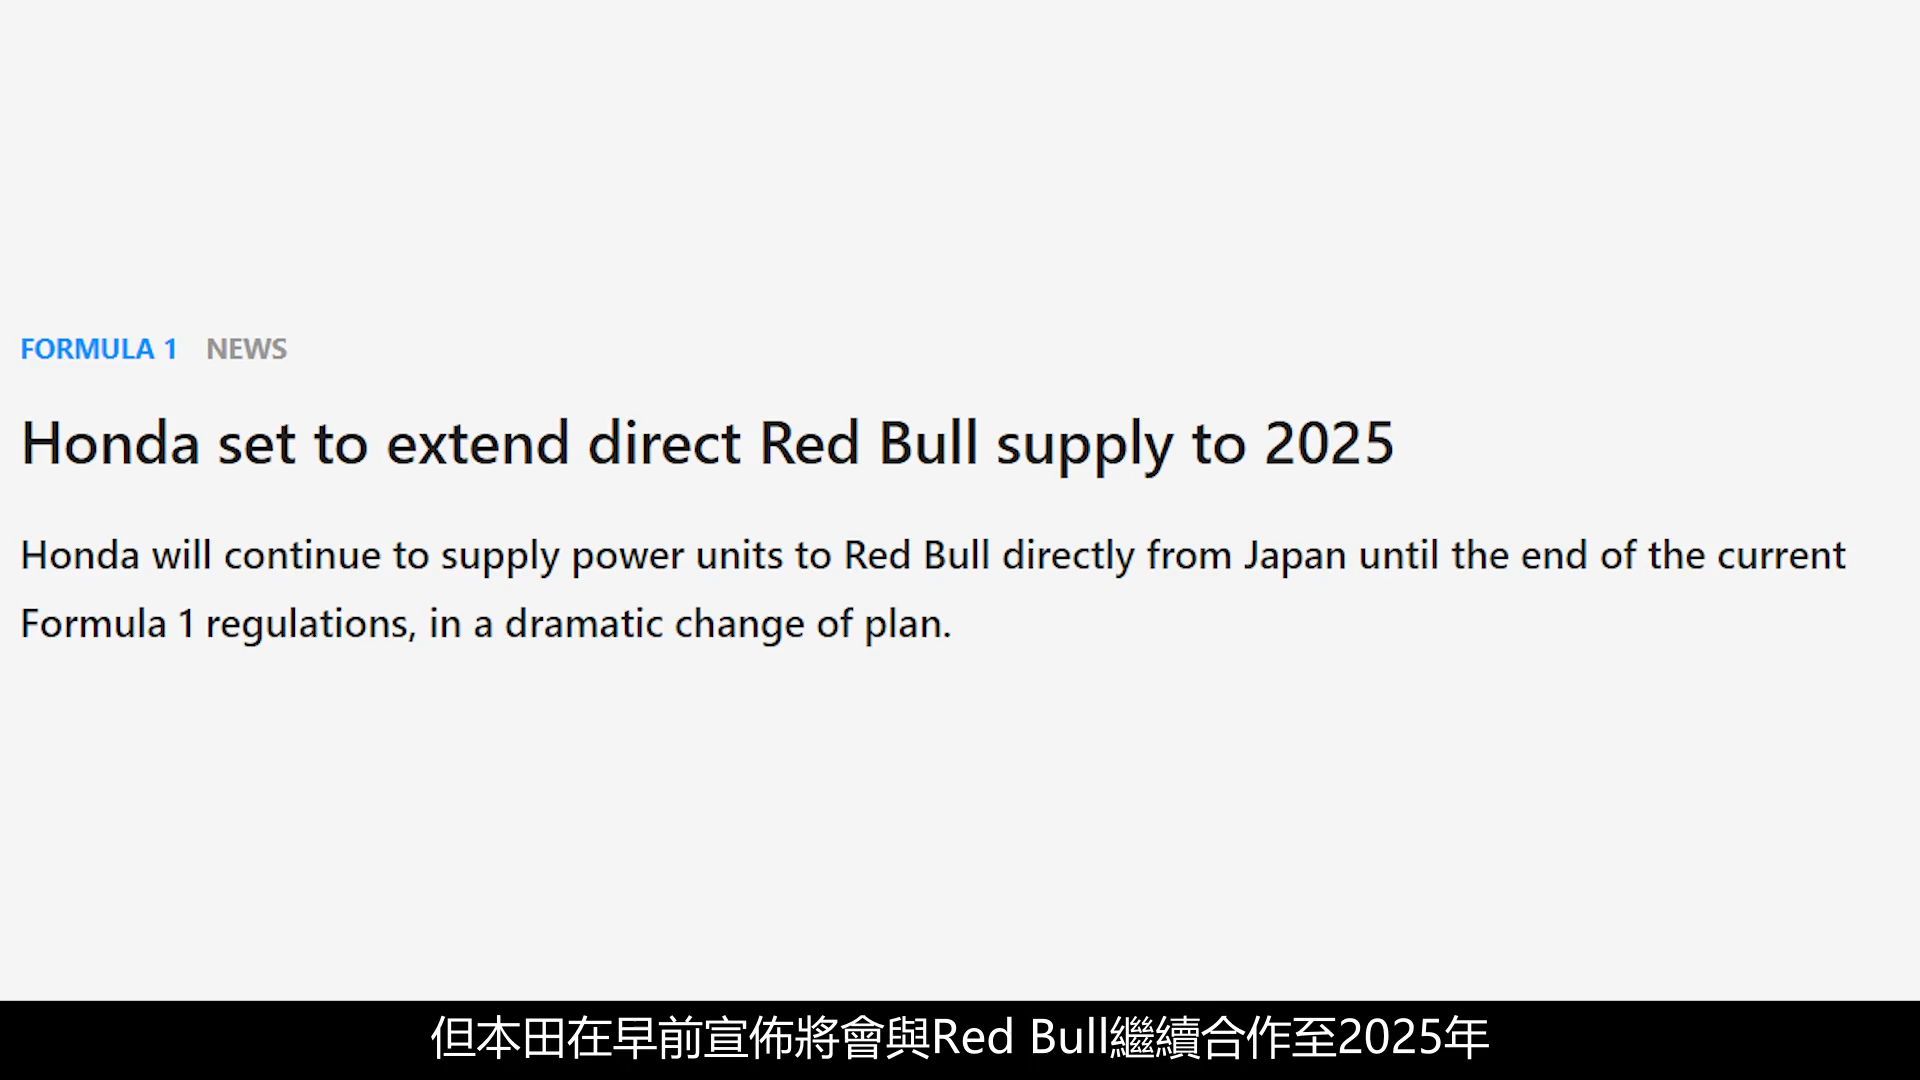 FORMULA 1 NEWS
Honda set to extend direct Red Bull supply to 2025
Honda will continue to supply power units to Red Bull directly from Japan until the end of the current
Formula 1 regulations, in a dramatic change of plan.
但本田在早前宣佈將會與Red Bull繼續合作至2025年